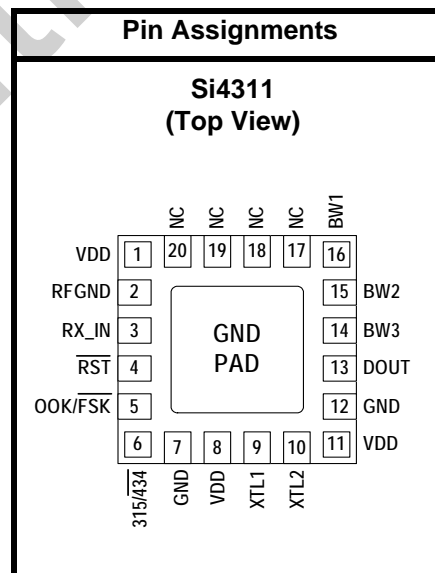 Pin Assignments
Si4311
(Top View)
NC NC NC NC BW1
VDD 1 20 19 18 17 16
RFGND 2 15 BW2
RX_IN 3 GND 14 BW3
RST 4 PAD 13 DOUT
OOK/FSK 5 12 GND
6 7 8 9 10 11 VDD
315/434 GND VDD XTL1 XTL2